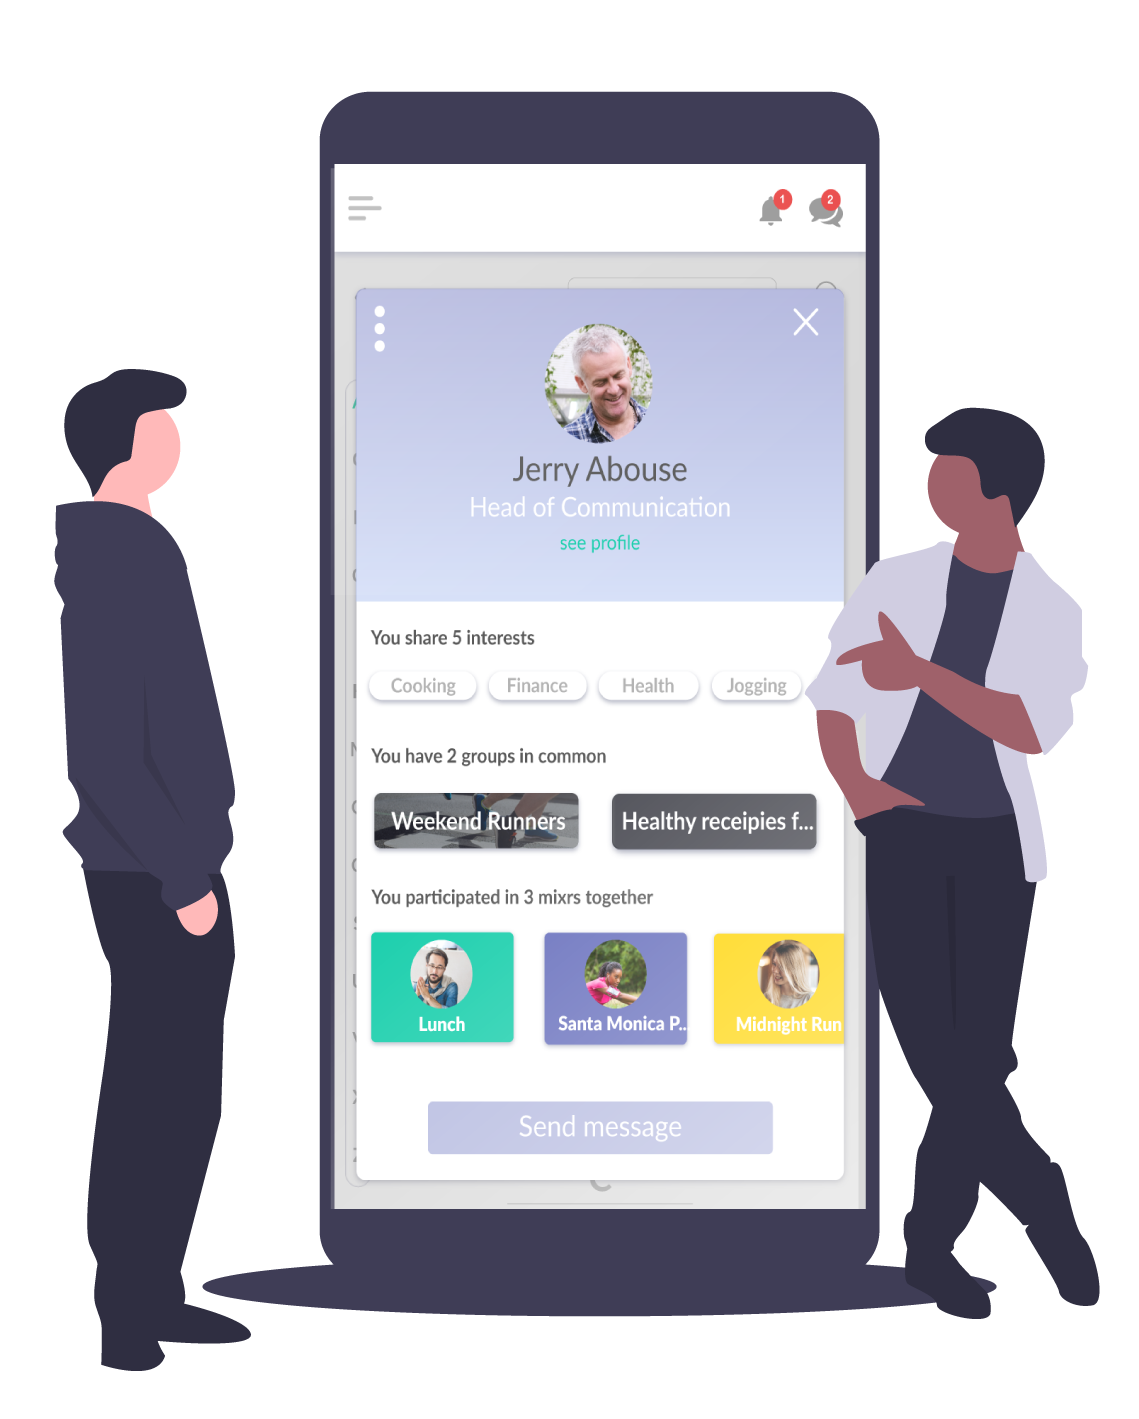 1
2
Jerry Abouse
Head of Communication
see profile
You share 5 interests
Cooking Finance Health Jogging
You have 2 groups in common
Weekend Runners Healthy receipies f...
You participated in 3 mixrs together
Lunch Santa Monica P.. Midnight Run
Send message